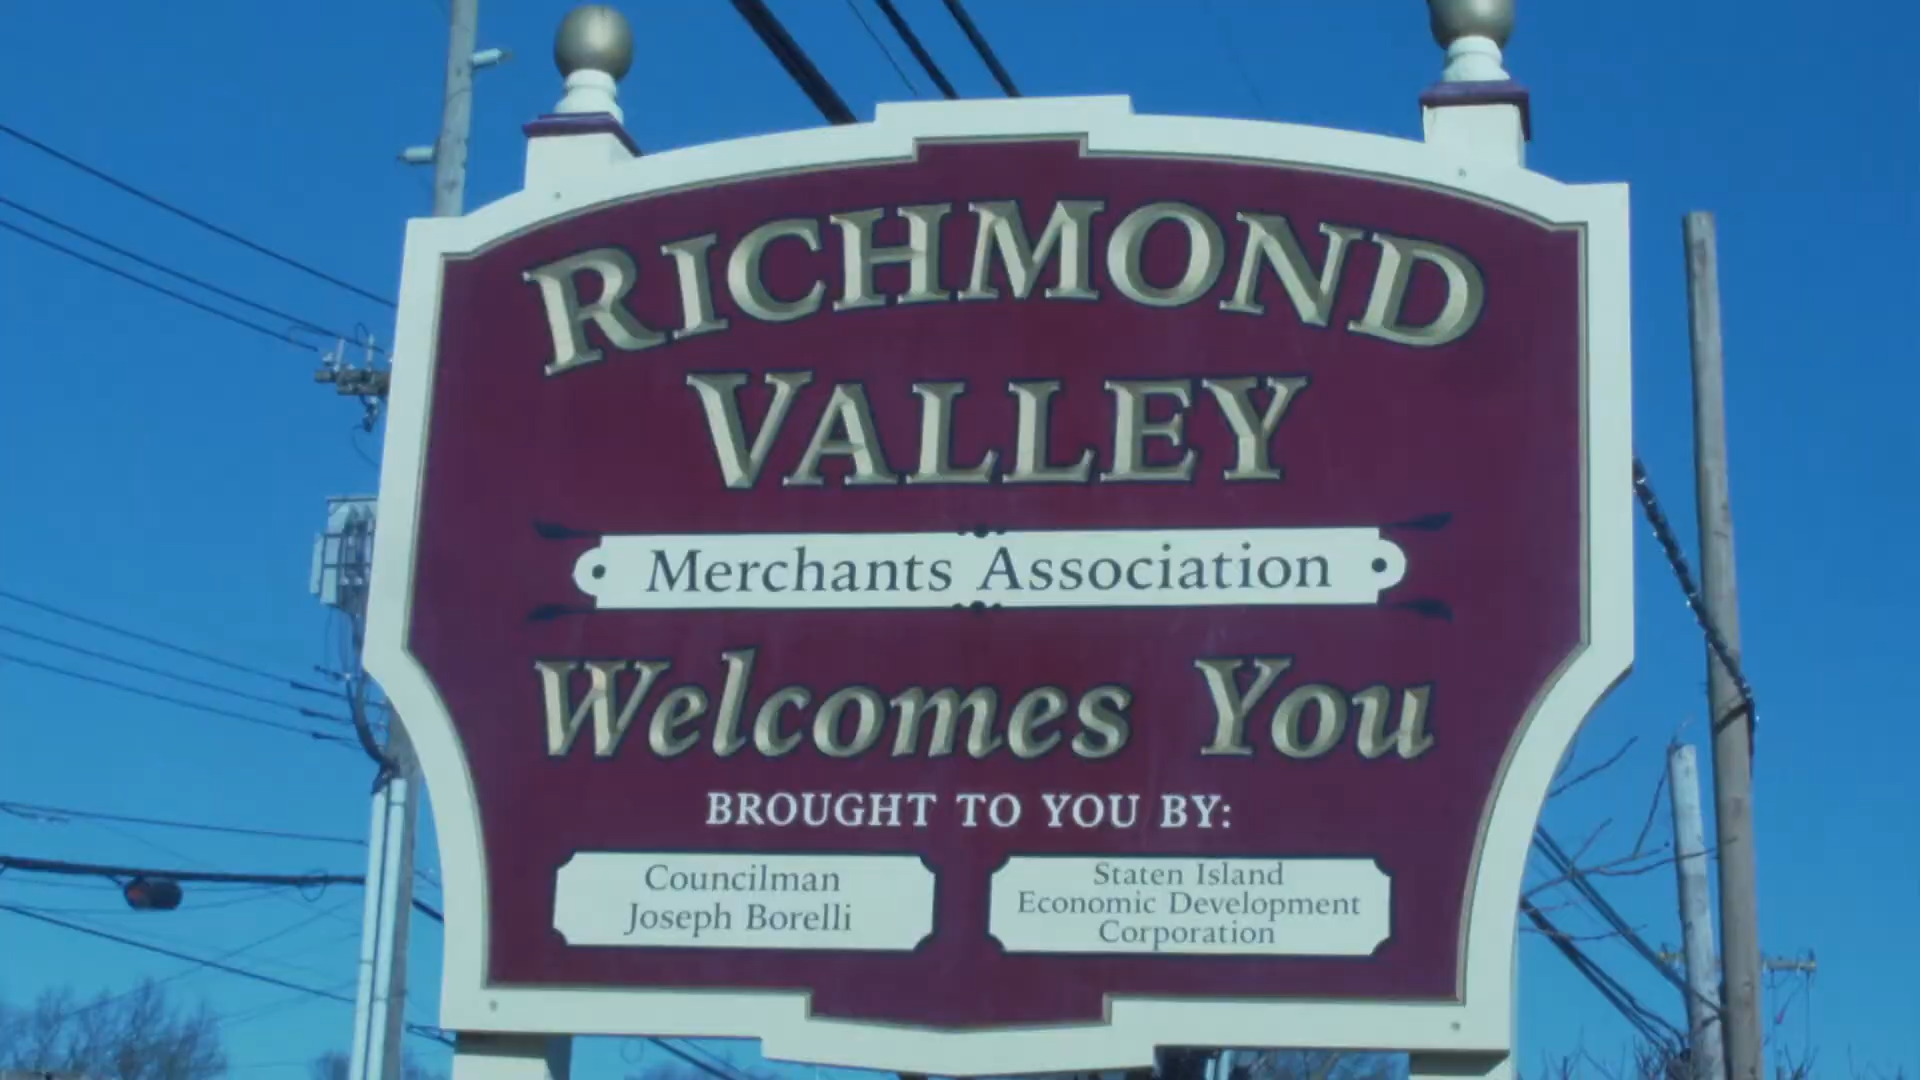 RICHMOND
VALLEY
Merchants Association
Welcomes You
BROUGHT TO YOU BY:
Councilman
Joseph Borelli
Staten Island
Economic Development
Corporation